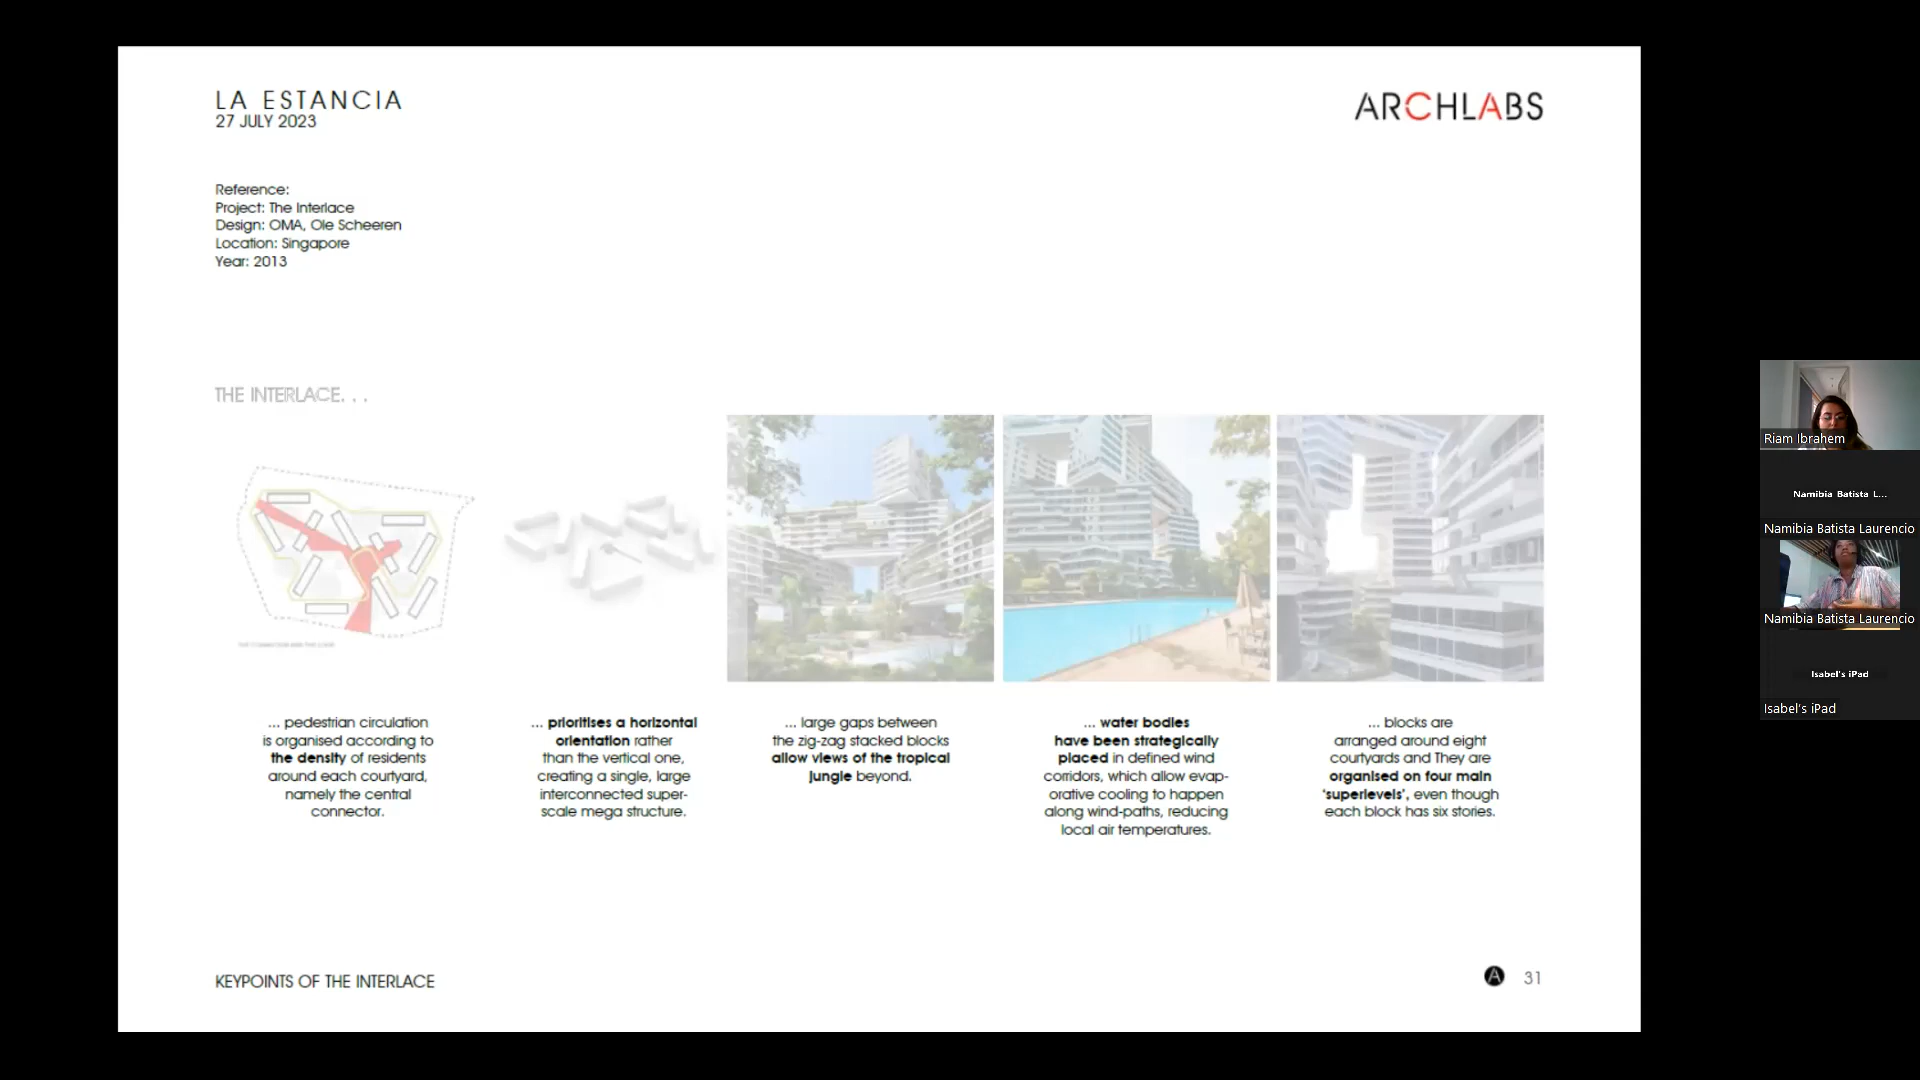 LA ESTANCIA
27 JULY 2023
ARCHLABS
Reference:
Project: The Interlace
Design: OMA, Ole Scheeren
Location: Singapore
Year: 2013
THE INTERLACE. . .
... pedestrian circulation
is organised according to
the density of residents
around each courtyard,
namely the central
connector.
... prioritises a horizontal
orientation rather
than the vertical one,
creating a single, large
interconnected super-
scale mega structure.
... large gaps between
the zig-zag stacked blocks
allow views of the tropical
jungle beyond.
... water bodies
have been strategically
placed in defined wind
corridors, which allow evap-
orative cooling to happen
along wind-paths, reducing
local air temperatures.
... blocks are
arranged around eight
courtyards and They are
organised on four main
'superlevels', even though
each block has six stories.
KEYPOINTS OF THE INTERLACE
A 31
Riam Ibrahem
Namibia Batista L...
Namibia Batista Laurencio
Namibia Batista Laurencio
Isabel's iPad
Isabel's iPad